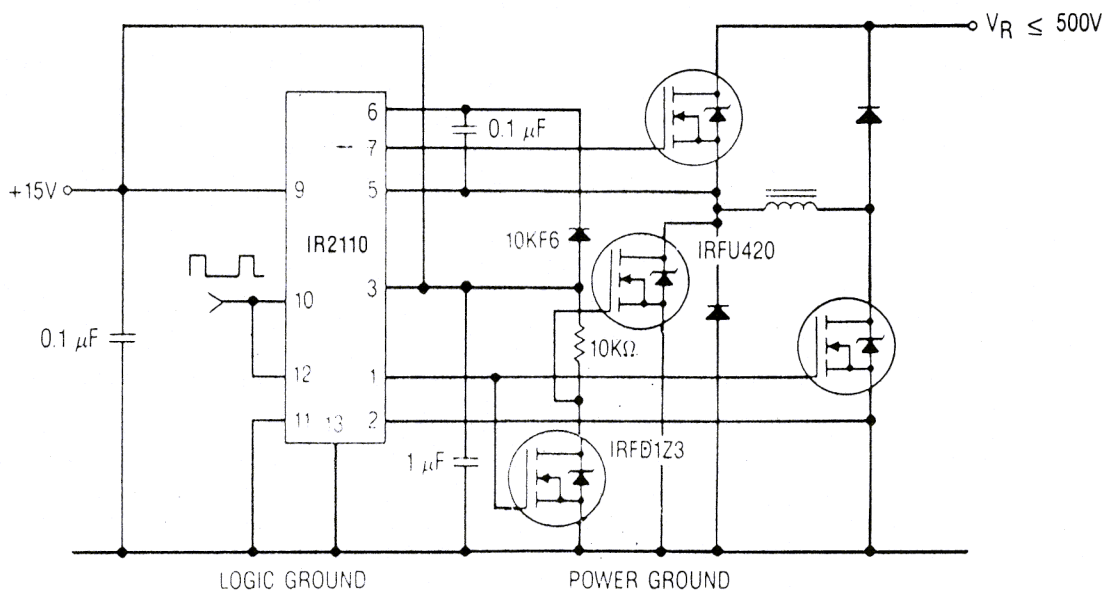 V_R ≤ 500V
6
0.1 μF
7
+15V
9
5
IR2110
10KF6
IRFU420
3
10
0.1 μF
10KΩ
12
1
11
13
2
IRFD1Z3
1 μF
LOGIC GROUND
POWER GROUND